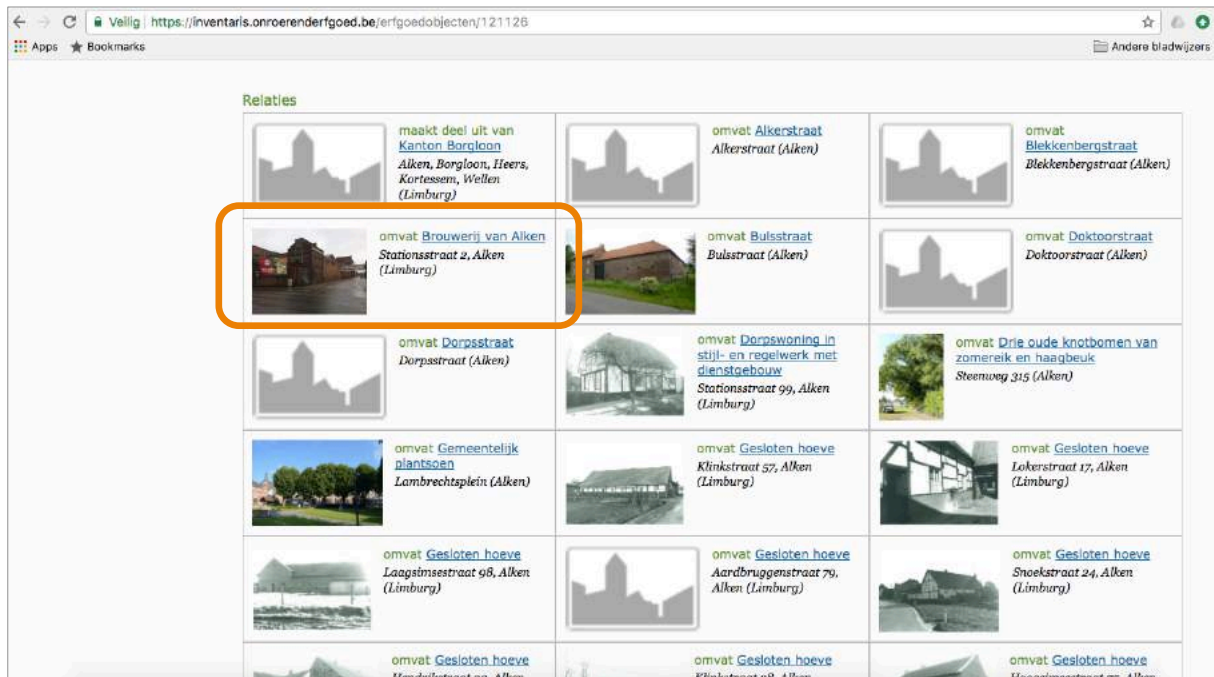 Veilig https://inventaris.onroerenderfgoed.be/erfgoedobjecten/121126
Apps Bookmarks Andere bladwijzers
Relaties
maakt deel uit van
Kanton Borgloon
Alken, Borgloon, Heers,
Kortessem, Wellen
(Limburg)
omvat Alkerstraat
Alkerstraat (Alken)
omvat
Blekkenbergstraat
Blekkenbergstraat (Alken)
omvat Brouwerij van Alken
Stationsstraat 2, Alken
(Limburg)
omvat Bulsstraat
Bulsstraat (Alken)
omvat Doktoorstraat
Doktoorstraat (Alken)
omvat Dorpsstraat
Dorpsstraat (Alken)
omvat Dorpswoning in
stijl- en regelwerk met
dienstgebouw
Stationsstraat 99, Alken
(Limburg)
omvat Drie oude knotbomen van
zomereik en haagbeuk
Steenweg 315 (Alken)
omvat Gemeentelijk
plantsoen
Lambrechtsplein (Alken)
omvat Gesloten hoeve
Klinkstraat 57, Alken
(Limburg)
omvat Gesloten hoeve
Lokerstraat 17, Alken
(Limburg)
omvat Gesloten hoeve
Laagsimsestraat 98, Alken
(Limburg)
omvat Gesloten hoeve
Aardbruggenstraat 79,
Alken (Limburg)
omvat Gesloten hoeve
Snoekstraat 24, Alken
(Limburg)
omvat Gesloten hoeve
omvat Gesloten hoeve
omvat Gesloten hoeve